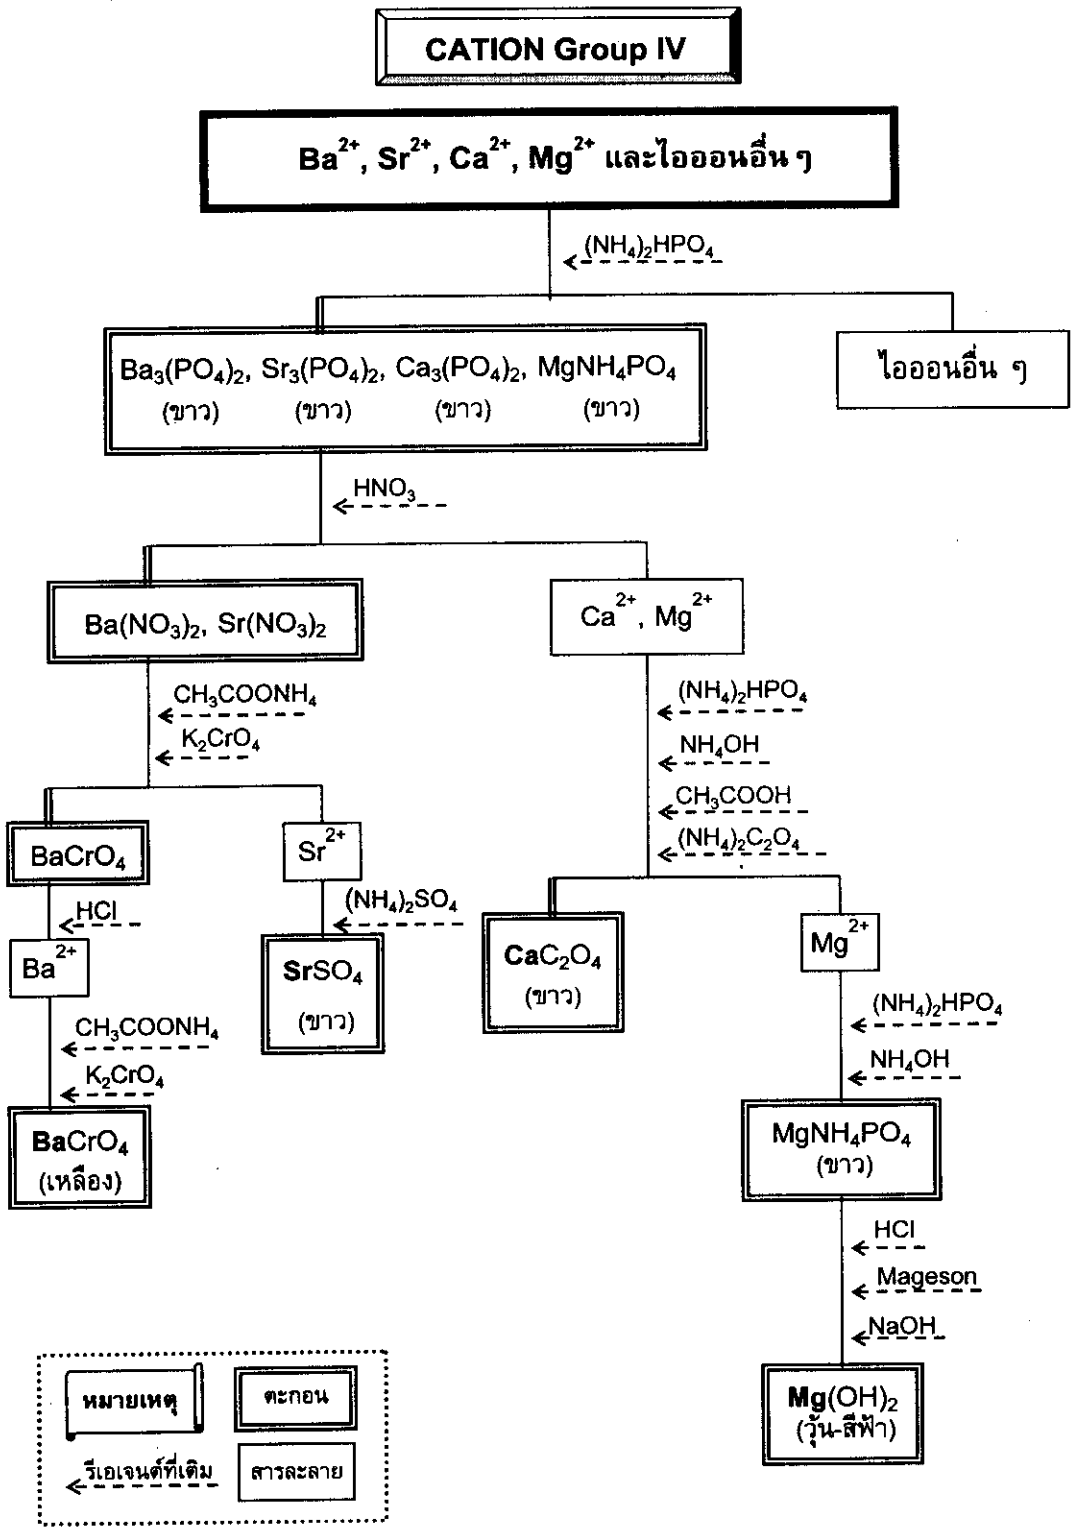 CATION Group IV
Ba²⁺, Sr²⁺, Ca²⁺, Mg²⁺ และไอออนอื่น ๆ
(NH₄)₂HPO₄
Ba₃(PO₄)₂, Sr₃(PO₄)₂, Ca₃(PO₄)₂, MgNH₄PO₄
(ขาว) (ขาว) (ขาว) (ขาว)
ไอออนอื่น ๆ
HNO₃
Ba(NO₃)₂, Sr(NO₃)₂
Ca²⁺, Mg²⁺
CH₃COONH₄
K₂CrO₄
(NH₄)₂HPO₄
NH₄OH
CH₃COOH
(NH₄)₂C₂O₄
BaCrO₄
Sr²⁺
HCl
(NH₄)₂SO₄
Ba²⁺
SrSO₄
(ขาว)
CaC₂O₄
(ขาว)
Mg²⁺
CH₃COONH₄
K₂CrO₄
(NH₄)₂HPO₄
NH₄OH
BaCrO₄
(เหลือง)
MgNH₄PO₄
(ขาว)
HCl
Mageson
NaOH
Mg(OH)₂
(วุ้น-สีฟ้า)
หมายเหตุ
ตะกอน
รีเอเจนต์ที่เติม
สารละลาย